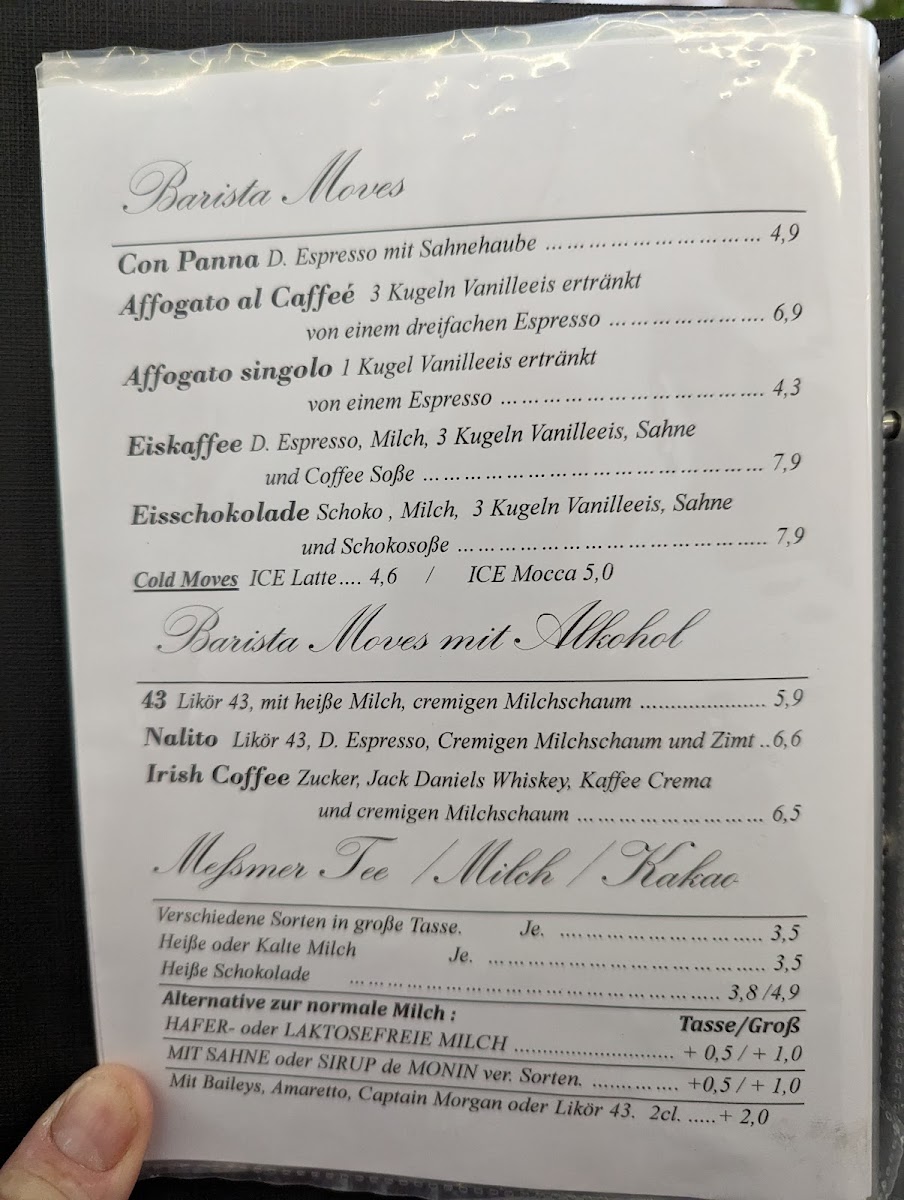 Barista Moves
Con Panna D. Espresso mit Sahnehaube ... ... ... ... ... ... ... ... ... 4,9
Affogato al Caffeé 3 Kugeln Vanilleeis ertränkt
von einem dreifachen Espresso ... ... ... ... ... .... 6,9
Affogato singolo 1 Kugel Vanilleeis ertränkt
von einem Espresso ... ... ... ... ... ... ... ... .... 4,3
Eiskaffee D. Espresso, Milch, 3 Kugeln Vanilleeis, Sahne
und Coffee Soße ... ... ... ... ... ... ... ... ... ... ... ... 7,9
Eisschokolade Schoko , Milch, 3 Kugeln Vanilleeis, Sahne
und Schokosoße ... ... ... ... ... ... ... ... ... ..... 7,9
Cold Moves ICE Latte.... 4,6 / ICE Mocca 5,0
Barista Moves mit Alkohol
43 Likör 43, mit heiße Milch, cremigen Milchschaum ...................... 5,9
Nalito Likör 43, D. Espresso, Cremigen Milchschaum und Zimt ..6,6
Irish Coffee Zucker, Jack Daniels Whiskey, Kaffee Crema
und cremigen Milchschaum ... ... ... ... ... ... ... 6,5
Meßmer Tee / Milch / Kakao
Verschiedene Sorten in große Tasse. Je. .... ... ... ... ... ... ..... 3,5
Heiße oder Kalte Milch Je. ... ... ... ... ... ... ... ... ... ..... 3,5
Heiße Schokolade ... ... ... ... ... ... ... ... ... ... ... ... ..... 3,8 /4,9
Alternative zur normale Milch : Tasse/Groß
HAFER- oder LAKTOSEFREIE MILCH ............................ + 0,5 / + 1,0
MIT SAHNE oder SIRUP de MONIN ver. Sorten. ............... +0,5 / + 1,0
Mit Baileys, Amaretto, Captain Morgan oder Likör 43. 2cl. .....+ 2,0